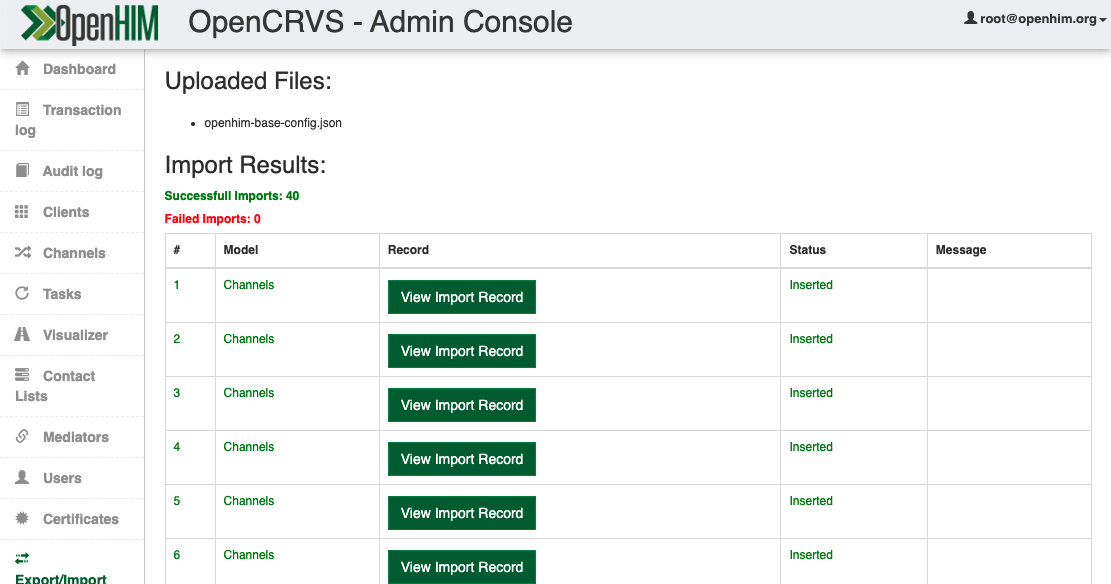 OpenHIM
OpenCRVS - Admin Console
root@openhim.org
Dashboard
Transaction
log
Audit log
Clients
Channels
Tasks
Visualizer
Contact
Lists
Mediators
Users
Certificates
Export/Import
Uploaded Files:
• openhim-base-config.json
Import Results:
Successfull Imports: 40
Failed Imports: 0
# Model Record Status Message
1 Channels View Import Record Inserted
2 Channels View Import Record Inserted
3 Channels View Import Record Inserted
4 Channels View Import Record Inserted
5 Channels View Import Record Inserted
6 Channels View Import Record Inserted